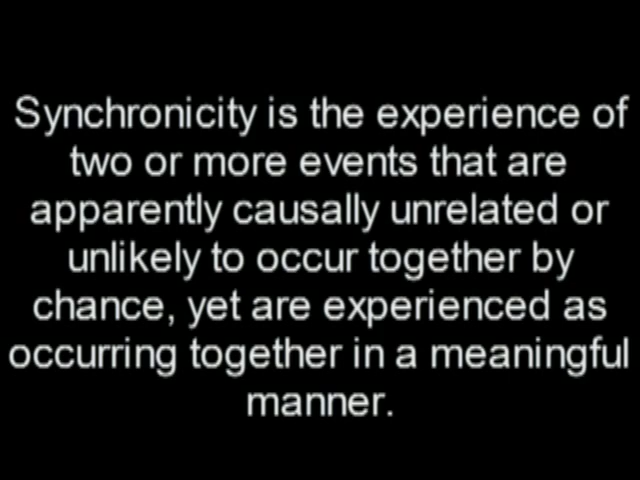 Synchronicity is the experience of
two or more events that are
apparently causally unrelated or
unlikely to occur together by
chance, yet are experienced as
occurring together in a meaningful
manner.